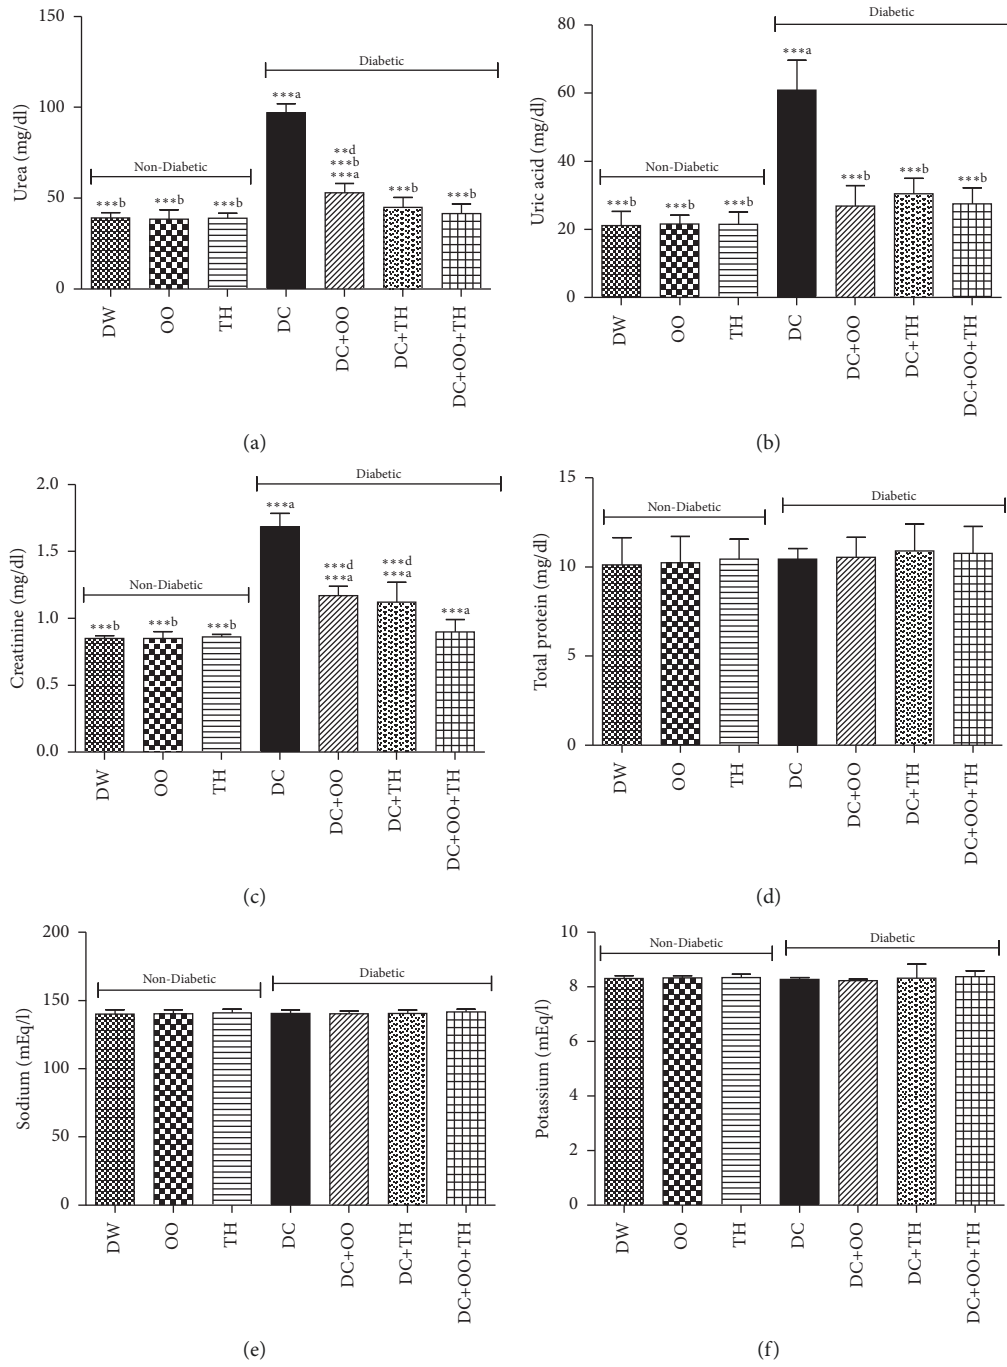 150
100
50
0
Urea (mg/dl)
Non-Diabetic
Diabetic
***b
***b
***b
***a
**d
***b
***a
***b
***b
DW
OO
TH
DC
DC+OO
DC+TH
DC+OO+TH
(a)
80
60
40
20
0
Uric acid (mg/dl)
Non-Diabetic
Diabetic
***b
***b
***b
***a
***b
***b
***b
DW
OO
TH
DC
DC+OO
DC+TH
DC+OO+TH
(b)
2.0
1.5
1.0
0.5
0.0
Creatinine (mg/dl)
Non-Diabetic
Diabetic
***b
***b
***b
***a
***d
***a
***d
***a
***a
DW
OO
TH
DC
DC+OO
DC+TH
DC+OO+TH
(c)
15
10
5
0
Total protein (mg/dl)
Non-Diabetic
Diabetic
DW
OO
TH
DC
DC+OO
DC+TH
DC+OO+TH
(d)
200
150
100
50
0
Sodium (mEq/l)
Non-Diabetic
Diabetic
DW
OO
TH
DC
DC+OO
DC+TH
DC+OO+TH
(e)
8
8
6
4
2
0
Potassium (mEq/l)
Non-Diabetic
Diabetic
DW
OO
TH
DC
DC+OO
DC+TH
DC+OO+TH
(f)